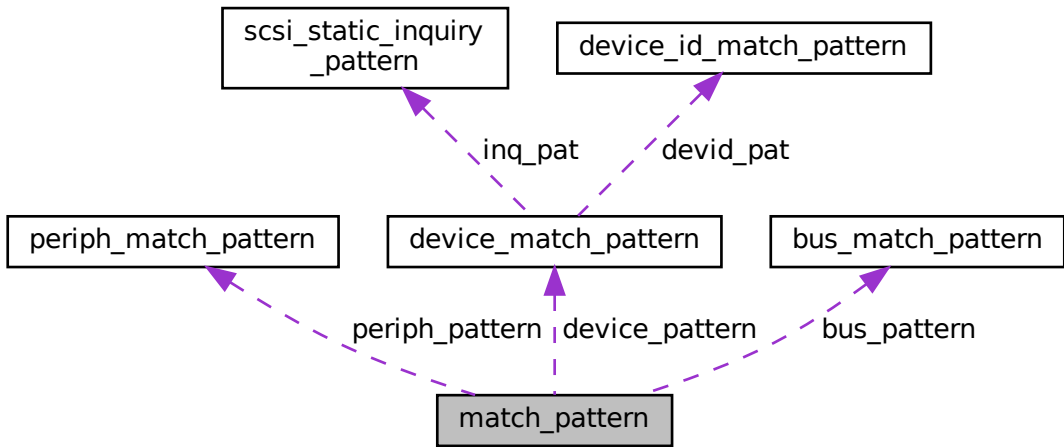 scsi_static_inquiry
_pattern
device_id_match_pattern
inq_pat
devid_pat
periph_match_pattern
device_match_pattern
bus_match_pattern
periph_pattern
device_pattern
bus_pattern
match_pattern